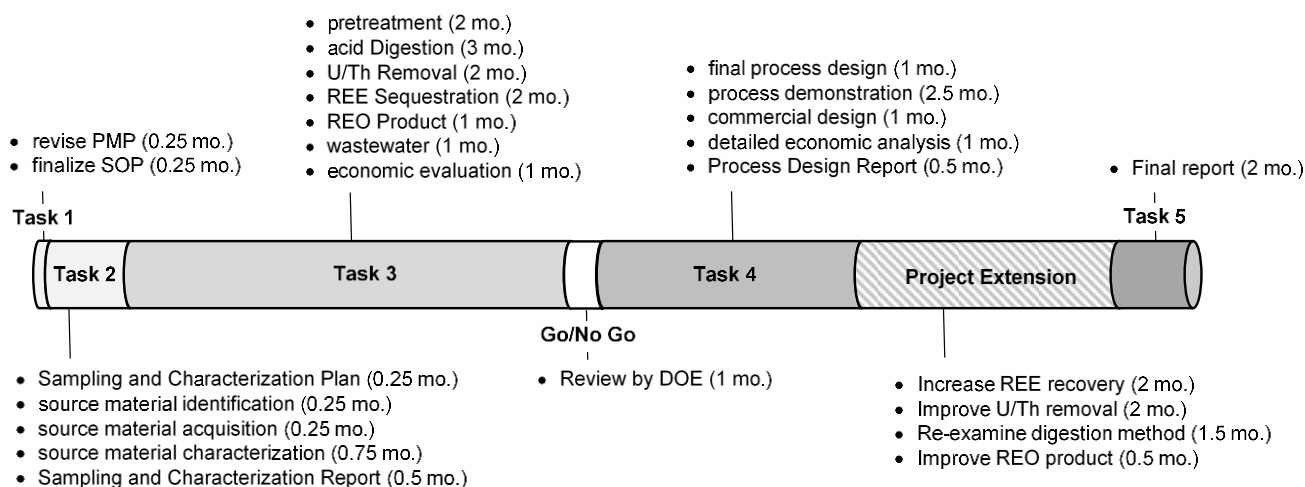 • pretreatment (2 mo.)
• acid Digestion (3 mo.)
• U/Th Removal (2 mo.)
• REE Sequestration (2 mo.)
• REO Product (1 mo.)
• wastewater (1 mo.)
• economic evaluation (1 mo.)
• final process design (1 mo.)
• process demonstration (2.5 mo.)
• commercial design (1 mo.)
• detailed economic analysis (1 mo.)
• Process Design Report (0.5 mo.)
• revise PMP (0.25 mo.)
• finalize SOP (0.25 mo.)
• Final report (2 mo.)
Task 1
Task 5
Task 2
Task 3
Task 4
Project Extension
Go/No Go
• Sampling and Characterization Plan (0.25 mo.)
• source material identification (0.25 mo.)
• source material acquisition (0.25 mo.)
• source material characterization (0.75 mo.)
• Sampling and Characterization Report (0.5 mo.)
• Review by DOE (1 mo.)
• Increase REE recovery (2 mo.)
• Improve U/Th removal (2 mo.)
• Re-examine digestion method (1.5 mo.)
• Improve REO product (0.5 mo.)